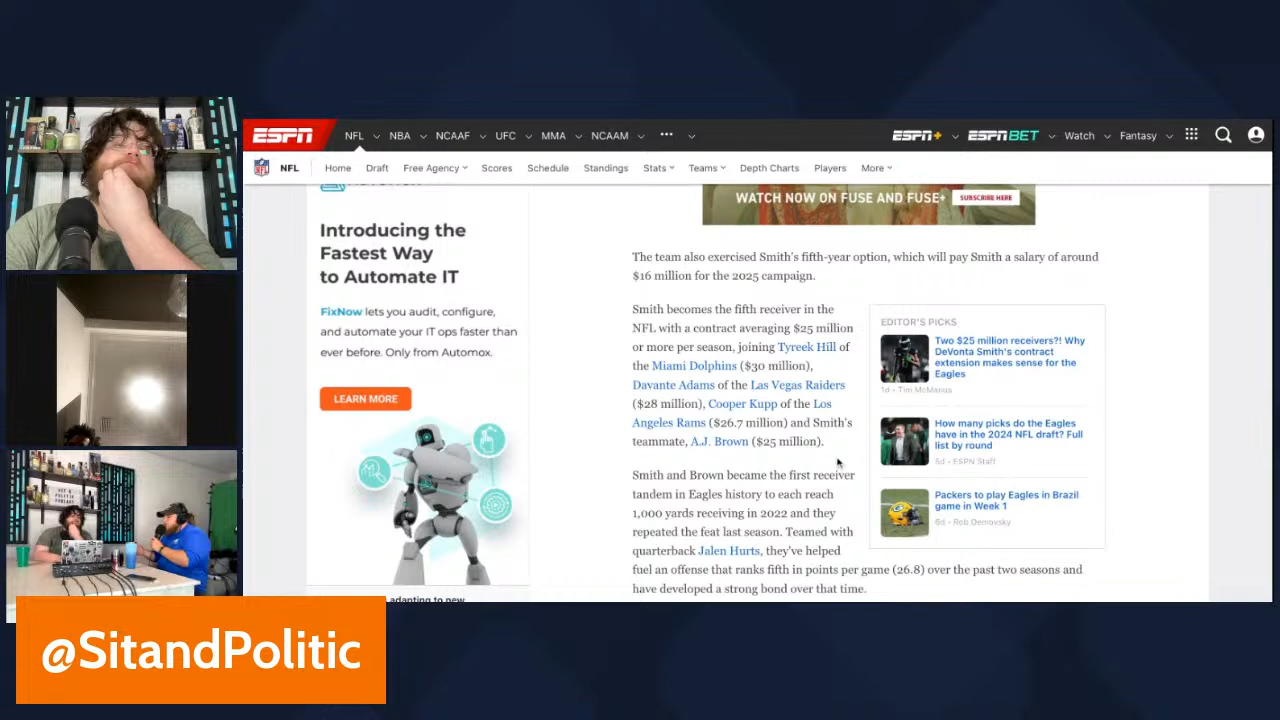 ESPN
NFL
NBA
NCAAF
UFC
MMA
NCAAM
ESPN+
ESPN BET
Watch
Fantasy
NFL
Home
Draft
Free Agency
Scores
Schedule
Standings
Stats
Teams
Depth Charts
Players
More
Introducing the
Fastest Way
to Automate IT
FixNow lets you audit, configure,
and automate your IT ops faster than
ever before. Only from Automox.
LEARN MORE
adapting to new
WATCH NOW ON FUSE AND FUSE+
SUBSCRIBE HERE
The team also exercised Smith's fifth-year option, which will pay Smith a salary of around
$16 million for the 2025 campaign.
Smith becomes the fifth receiver in the
NFL with a contract averaging $25 million
or more per season, joining Tyreek Hill of
the Miami Dolphins ($30 million),
Davante Adams of the Las Vegas Raiders
($28 million), Cooper Kupp of the Los
Angeles Rams ($26.7 million) and Smith's
teammate, A.J. Brown ($25 million).
Smith and Brown became the first receiver
tandem in Eagles history to each reach
1,000 yards receiving in 2022 and they
repeated the feat last season. Teamed with
quarterback Jalen Hurts, they've helped
fuel an offense that ranks fifth in points per game (26.8) over the past two seasons and
have developed a strong bond over that time.
EDITOR'S PICKS
Two $25 million receivers?! Why
DeVonta Smith's contract
extension makes sense for the
Eagles
1d - Tim McManus
How many picks do the Eagles
have in the 2024 NFL draft? Full
list by round
5d - ESPN Staff
Packers to play Eagles in Brazil
game in Week 1
6d - Rob Demovsky
@SitandPolitic